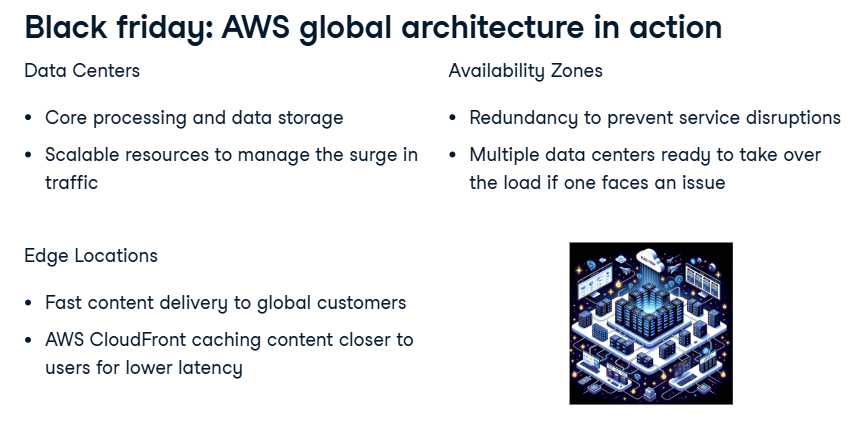 Black friday: AWS global architecture in action
Data Centers
• Core processing and data storage
• Scalable resources to manage the surge in
traffic
Availability Zones
• Redundancy to prevent service disruptions
• Multiple data centers ready to take over
the load if one faces an issue
Edge Locations
• Fast content delivery to global customers
• AWS CloudFront caching content closer to
users for lower latency